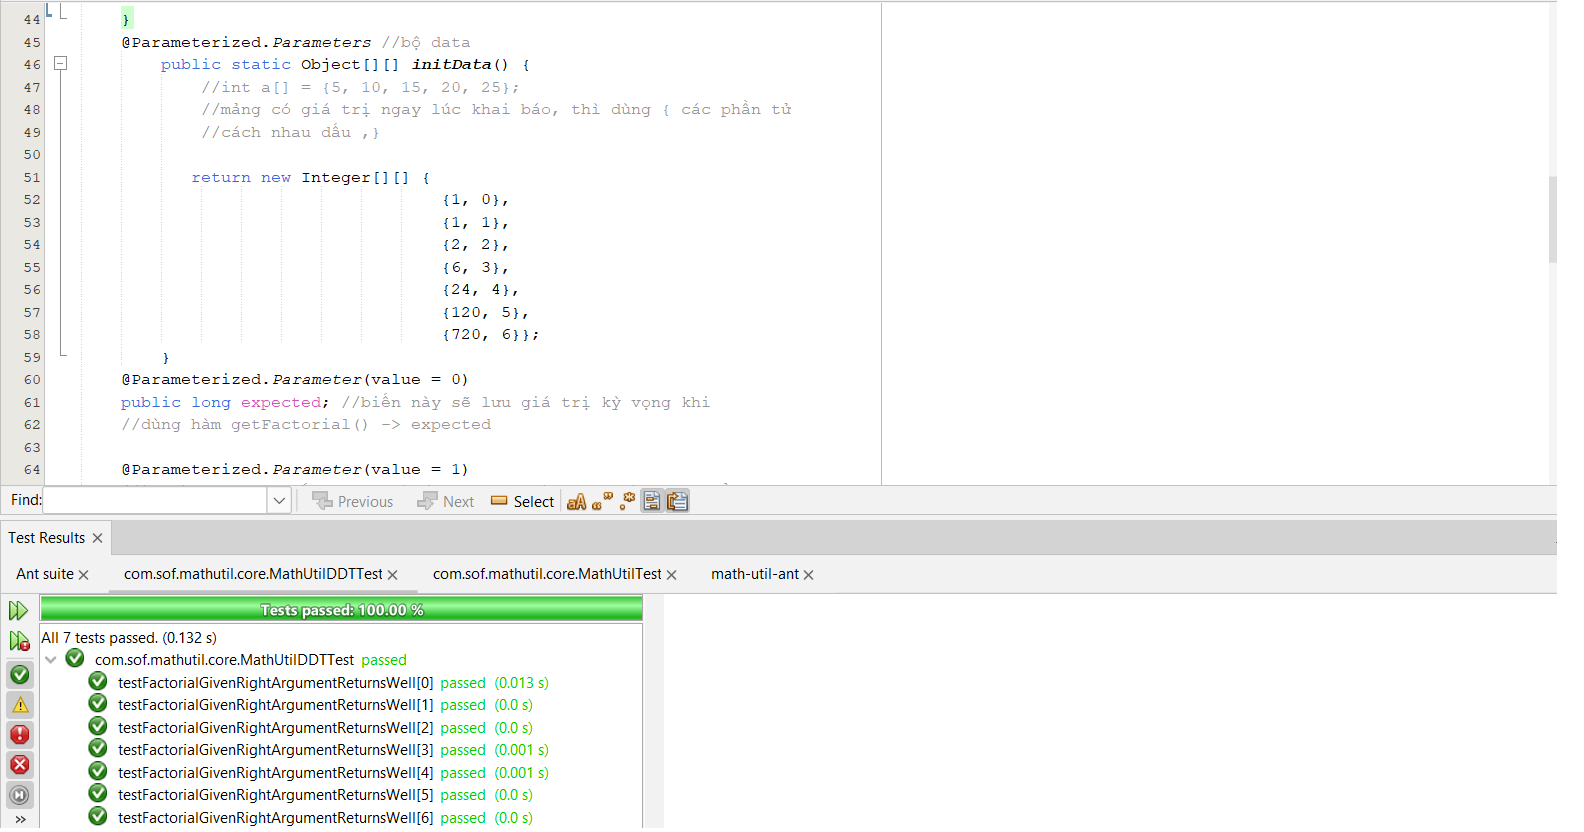 44 }
45 @Parameterized.Parameters //bộ data
46 public static Object[][] initData() {
47 //int a[] = {5, 10, 15, 20, 25};
48 //mảng có giá trị ngay lúc khai báo, thì dùng { các phần tử
49 //cách nhau dấu ,}
50
51 return new Integer[][] {
52 {1, 0},
53 {1, 1},
54 {2, 2},
55 {6, 3},
56 {24, 4},
57 {120, 5},
58 {720, 6}};
59 }
60 @Parameterized.Parameter(value = 0)
61 public long expected; //biến này sẽ lưu giá trị kỳ vọng khi
62 //dùng hàm getFactorial() -> expected
63
64 @Parameterized.Parameter(value = 1)
Find: Previous Next Select
Test Results
Ant suite com.sof.mathutil.core.MathUtilDDTTest com.sof.mathutil.core.MathUtilTest math-util-ant
Tests passed: 100.00 %
All 7 tests passed. (0.132 s)
com.sof.mathutil.core.MathUtilDDTTest passed
testFactorialGivenRightArgumentReturnsWell[0] passed (0.013 s)
testFactorialGivenRightArgumentReturnsWell[1] passed (0.0 s)
testFactorialGivenRightArgumentReturnsWell[2] passed (0.0 s)
testFactorialGivenRightArgumentReturnsWell[3] passed (0.001 s)
testFactorialGivenRightArgumentReturnsWell[4] passed (0.001 s)
testFactorialGivenRightArgumentReturnsWell[5] passed (0.0 s)
testFactorialGivenRightArgumentReturnsWell[6] passed (0.0 s)